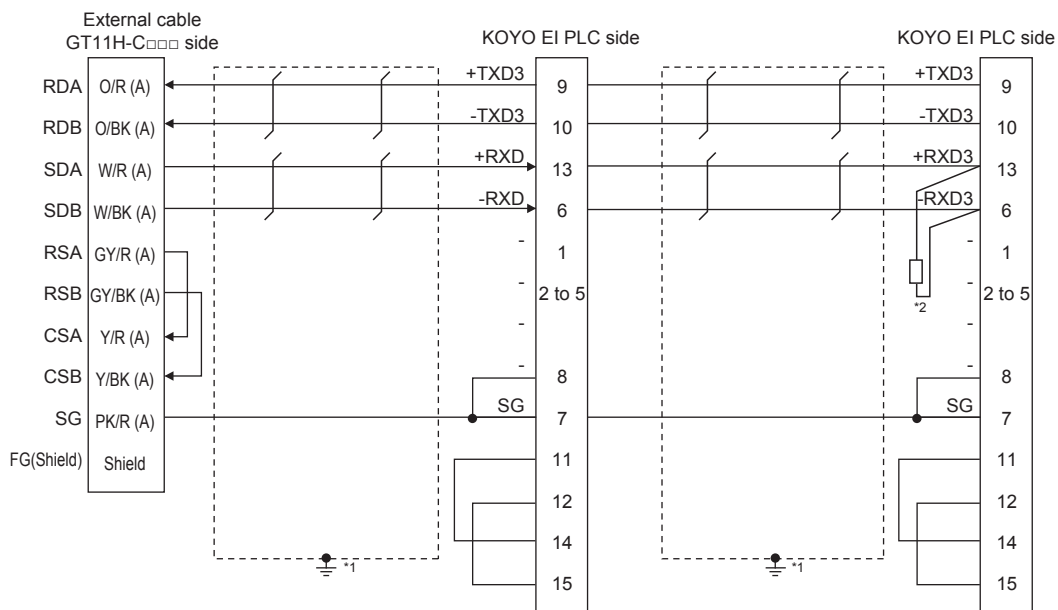 External cable
GT11H-C□□□ side
KOYO EI PLC side
KOYO EI PLC side
RDA O/R (A) +TXD3 9 +TXD3 9
RDB O/BK (A) -TXD3 10 -TXD3 10
SDA W/R (A) +RXD 13 +RXD3 13
SDB W/BK (A) -RXD 6 -RXD3 6
RSA GY/R (A) - 1 - 1
RSB GY/BK (A) - 2 to 5 - *2 2 to 5
CSA Y/R (A) - -
CSB Y/BK (A) - 8 - 8
SG PK/R (A) SG 7 SG 7
FG(Shield) Shield 11 11
12 12
14 14
*1 *1
15 15